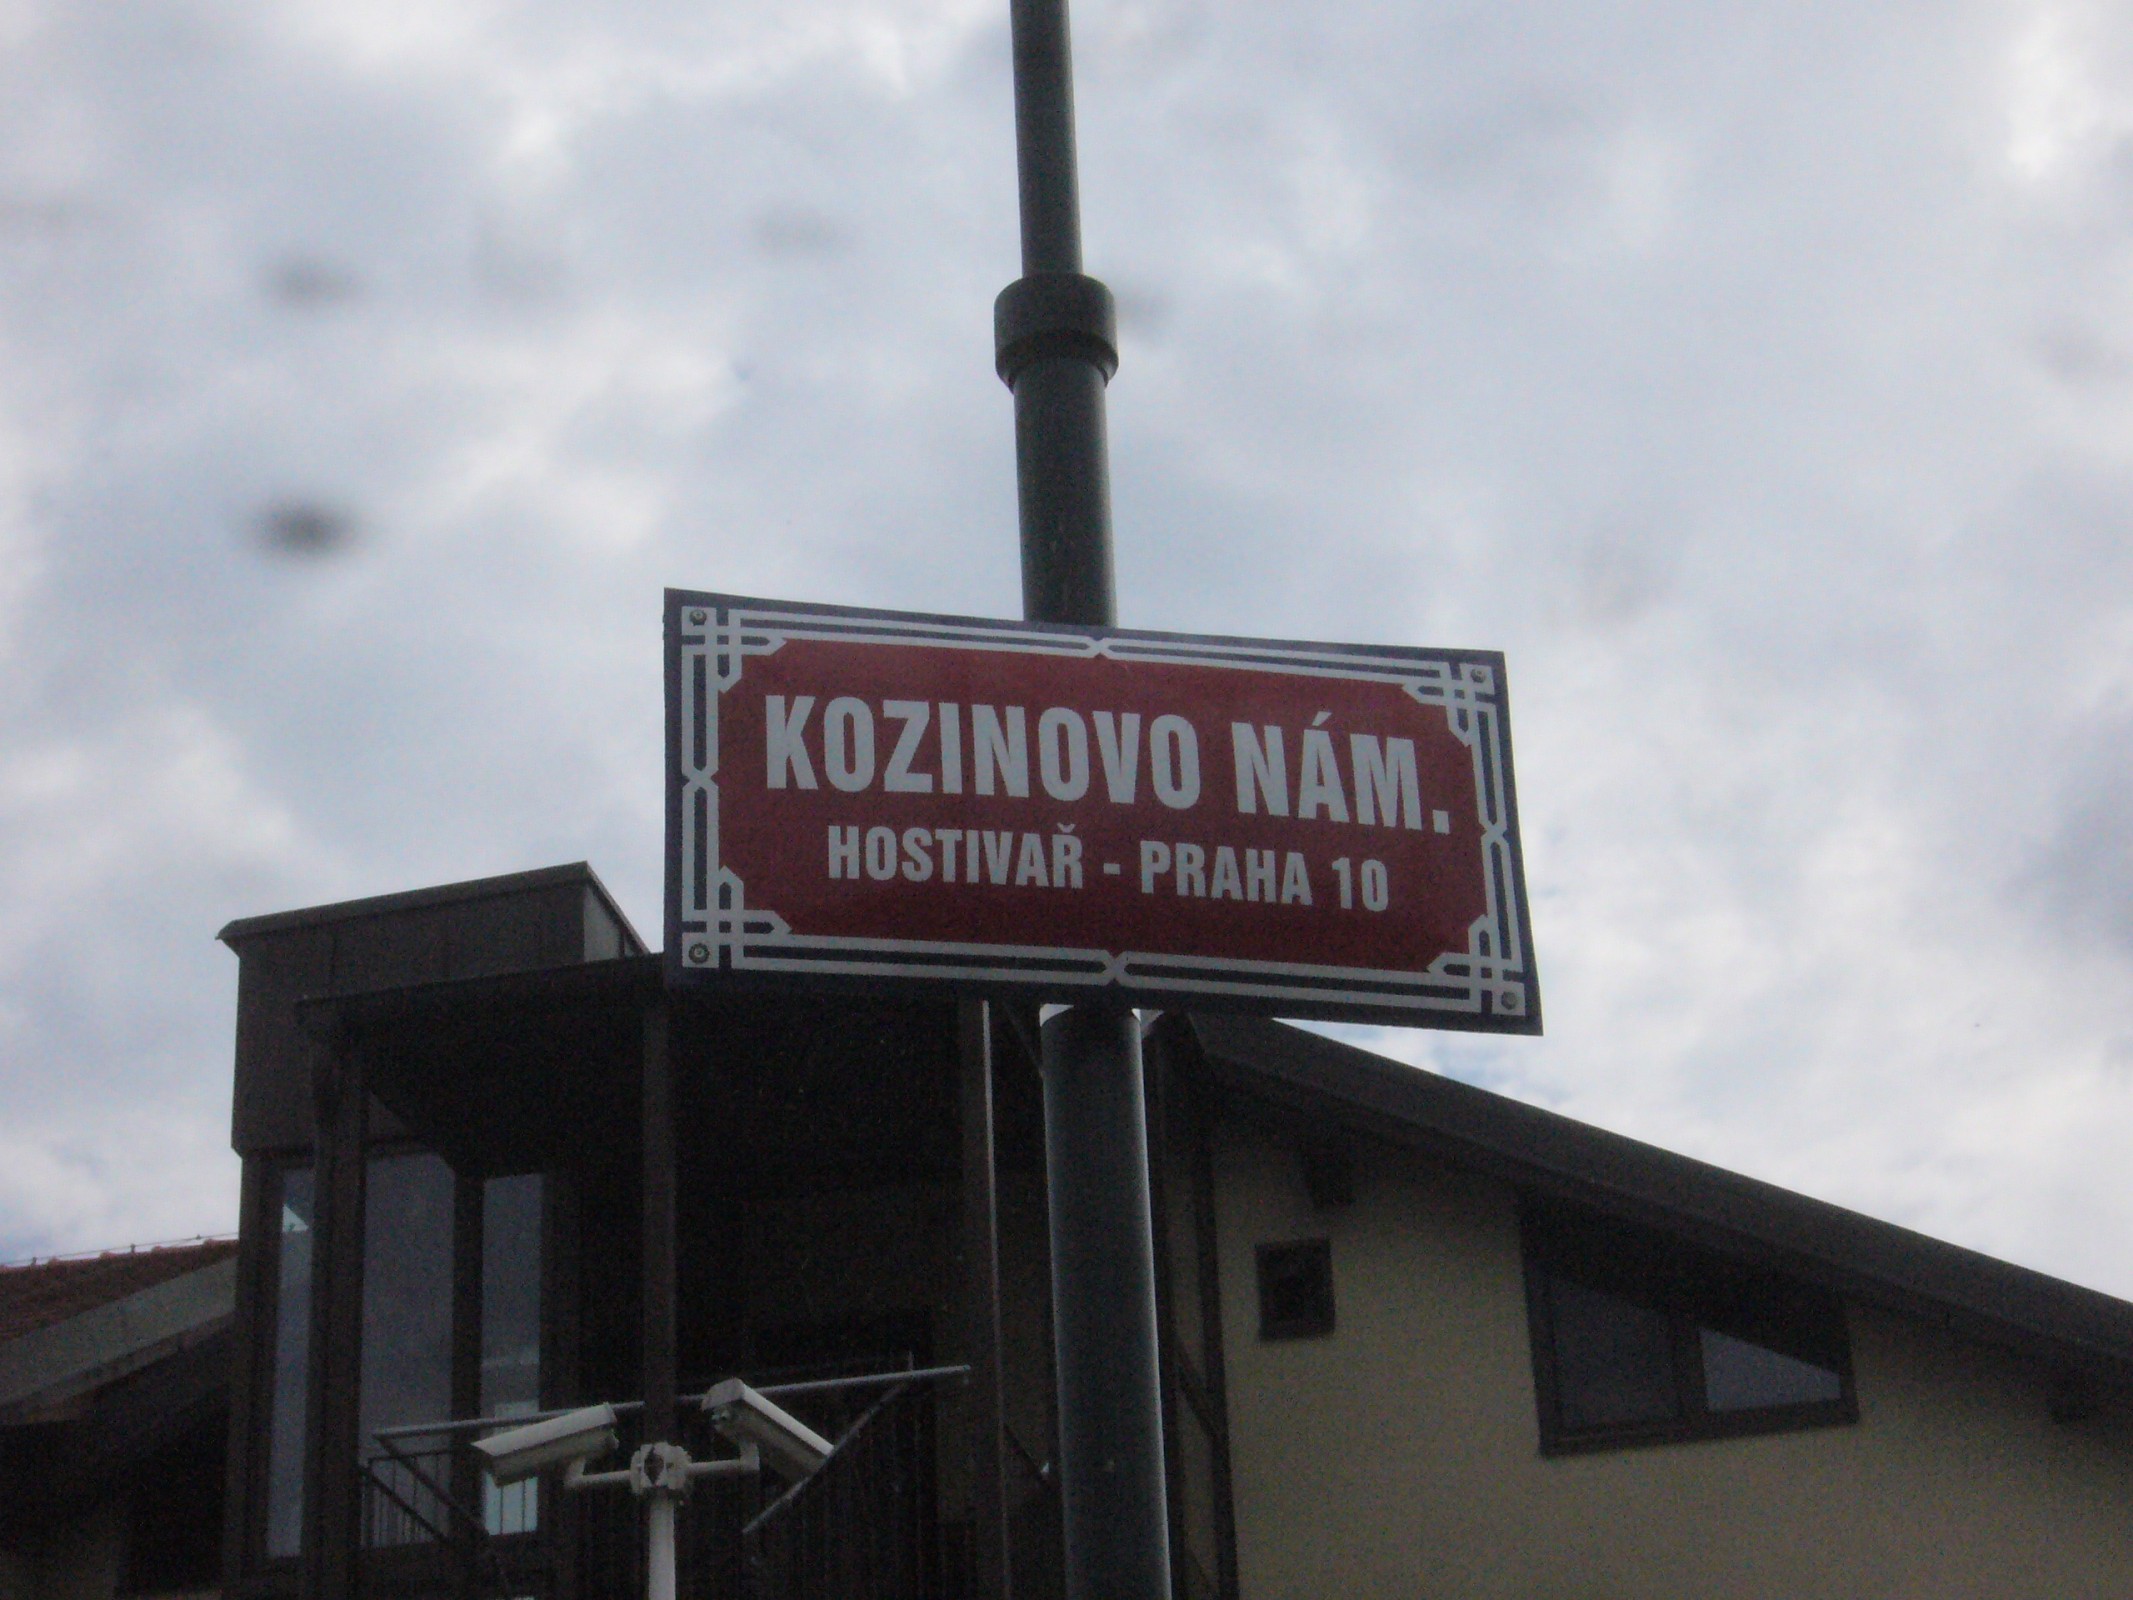 KOZINOVO NÁM.
HOSTIVAŘ - PRAHA 10